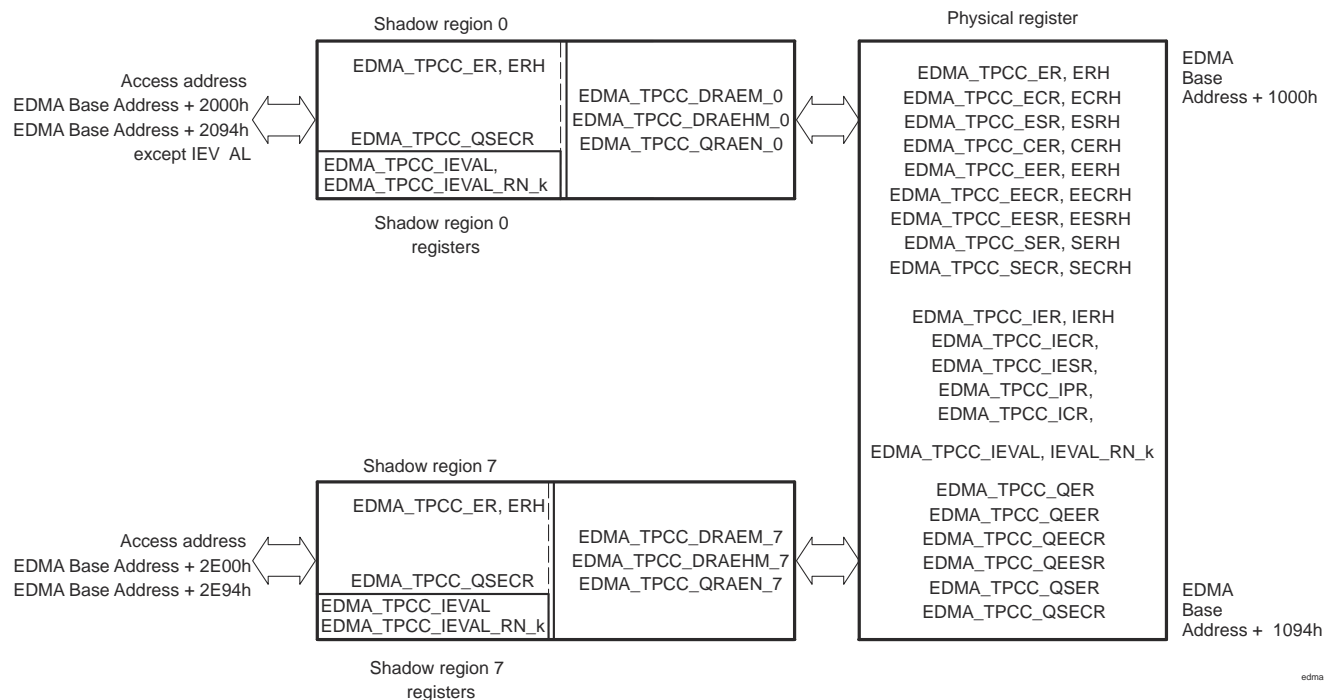 Shadow region 0
Physical register
Access address
EDMA Base Address + 2000h
EDMA Base Address + 2094h
except IEV AL
EDMA_TPCC_ER, ERH
EDMA_TPCC_QSECR
EDMA_TPCC_IEVAL,
EDMA_TPCC_IEVAL_RN_k
EDMA_TPCC_DRAEM_0
EDMA_TPCC_DRAEHM_0
EDMA_TPCC_QRAEN_0
Shadow region 0
registers
EDMA_TPCC_ER, ERH
EDMA_TPCC_ECR, ECRH
EDMA_TPCC_ESR, ESRH
EDMA_TPCC_CER, CERH
EDMA_TPCC_EER, EERH
EDMA_TPCC_EECR, EECRH
EDMA_TPCC_EESR, EESRH
EDMA_TPCC_SER, SERH
EDMA_TPCC_SECR, SECRH
EDMA_TPCC_IER, IERH
EDMA_TPCC_IECR,
EDMA_TPCC_IESR,
EDMA_TPCC_IPR,
EDMA_TPCC_ICR,
EDMA_TPCC_IEVAL, IEVAL_RN_k
EDMA_TPCC_QER
EDMA_TPCC_QEER
EDMA_TPCC_QEECR
EDMA_TPCC_QEESR
EDMA_TPCC_QSER
EDMA_TPCC_QSECR
EDMA
Base
Address + 1000h
Shadow region 7
Access address
EDMA Base Address + 2E00h
EDMA Base Address + 2E94h
EDMA_TPCC_ER, ERH
EDMA_TPCC_QSECR
EDMA_TPCC_IEVAL
EDMA_TPCC_IEVAL_RN_k
EDMA_TPCC_DRAEM_7
EDMA_TPCC_DRAEHM_7
EDMA_TPCC_QRAEN_7
Shadow region 7
registers
EDMA
Base
Address + 1094h
edma